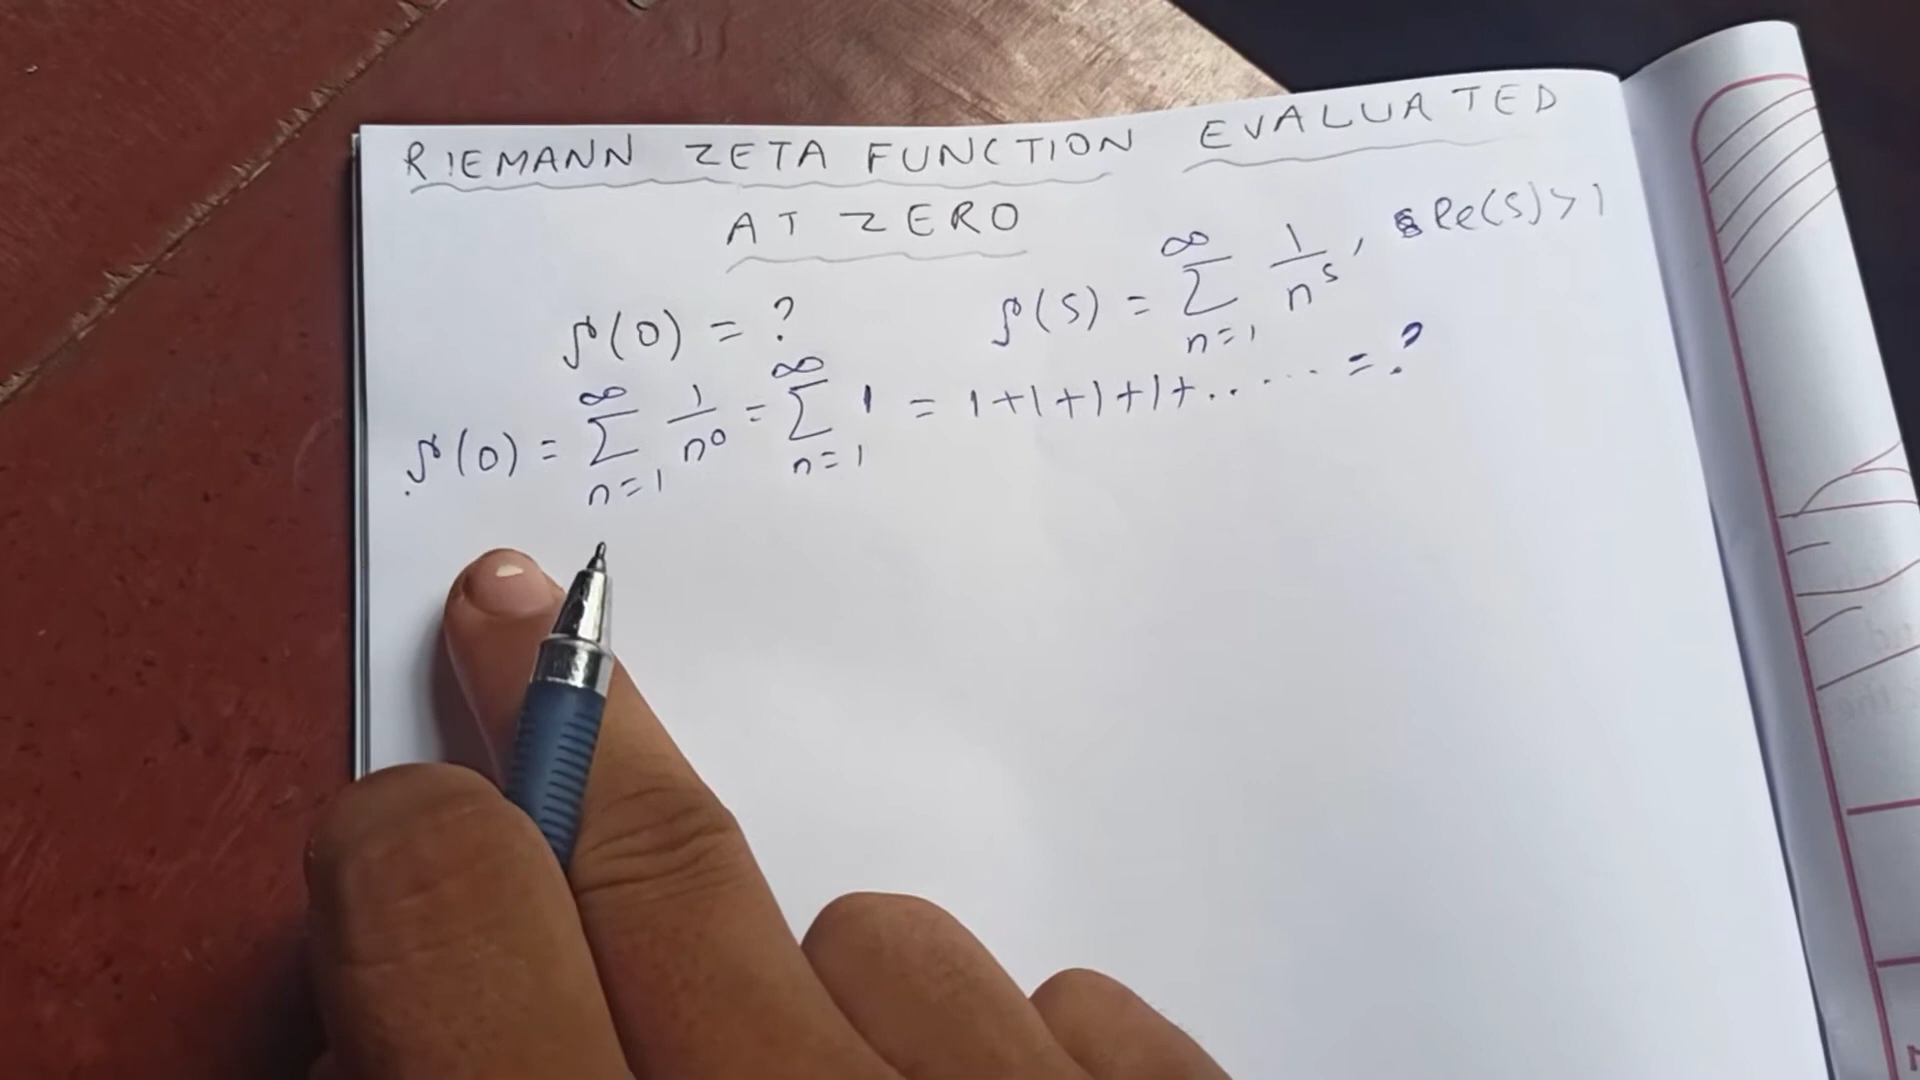 RIEMANN ZETA FUNCTION EVALUATED
AT ZERO
ζ(0) = ?
ζ(s) = ∑_{n=1}^{∞} 1/n^s, Re(s)>1
ζ(0) = ∑_{n=1}^{∞} 1/n^0 = ∑_{n=1}^{∞} 1 = 1+1+1+1+....... = ?